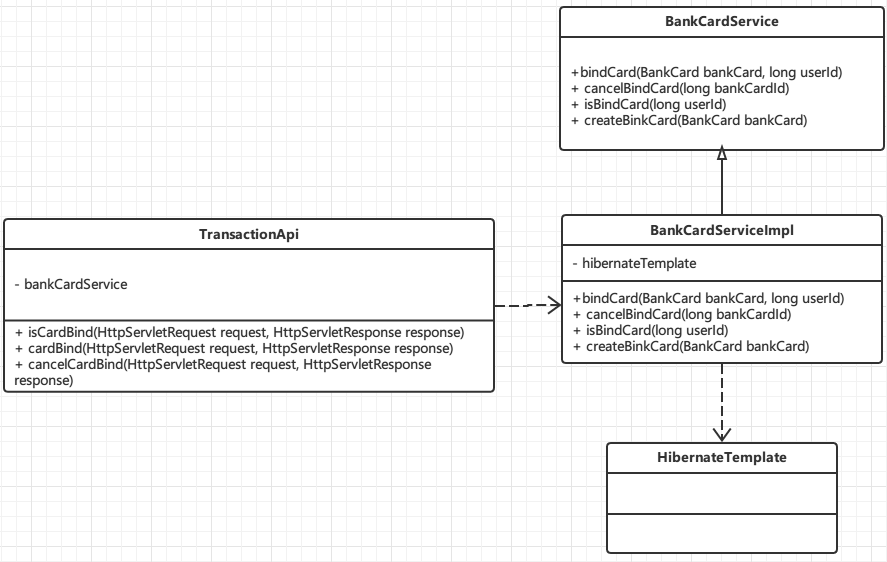 BankCardService
+bindCard(BankCard bankCard, long userId)
+ cancelBindCard(long bankCardId)
+ isBindCard(long userId)
+ createBinkCard(BankCard bankCard)
TransactionApi
- bankCardService
+ isCardBind(HttpServletRequest request, HttpServletResponse response)
+ cardBind(HttpServletRequest request, HttpServletResponse response)
+ cancelCardBind(HttpServletRequest request, HttpServletResponse
response)
BankCardServiceImpl
- hibernateTemplate
+bindCard(BankCard bankCard, long userId)
+ cancelBindCard(long bankCardId)
+ isBindCard(long userId)
+ createBinkCard(BankCard bankCard)
HibernateTemplate